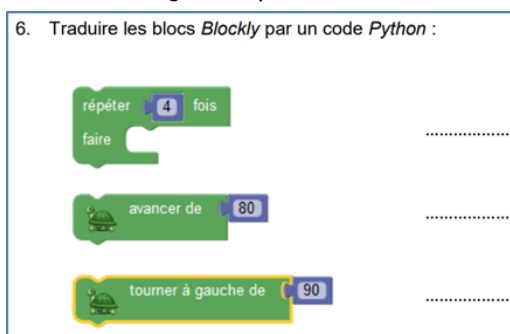 6. Traduire les blocs Blockly par un code Python :
répéter 4 fois
faire
..................
avancer de 80
..................
tourner à gauche de 90
..................